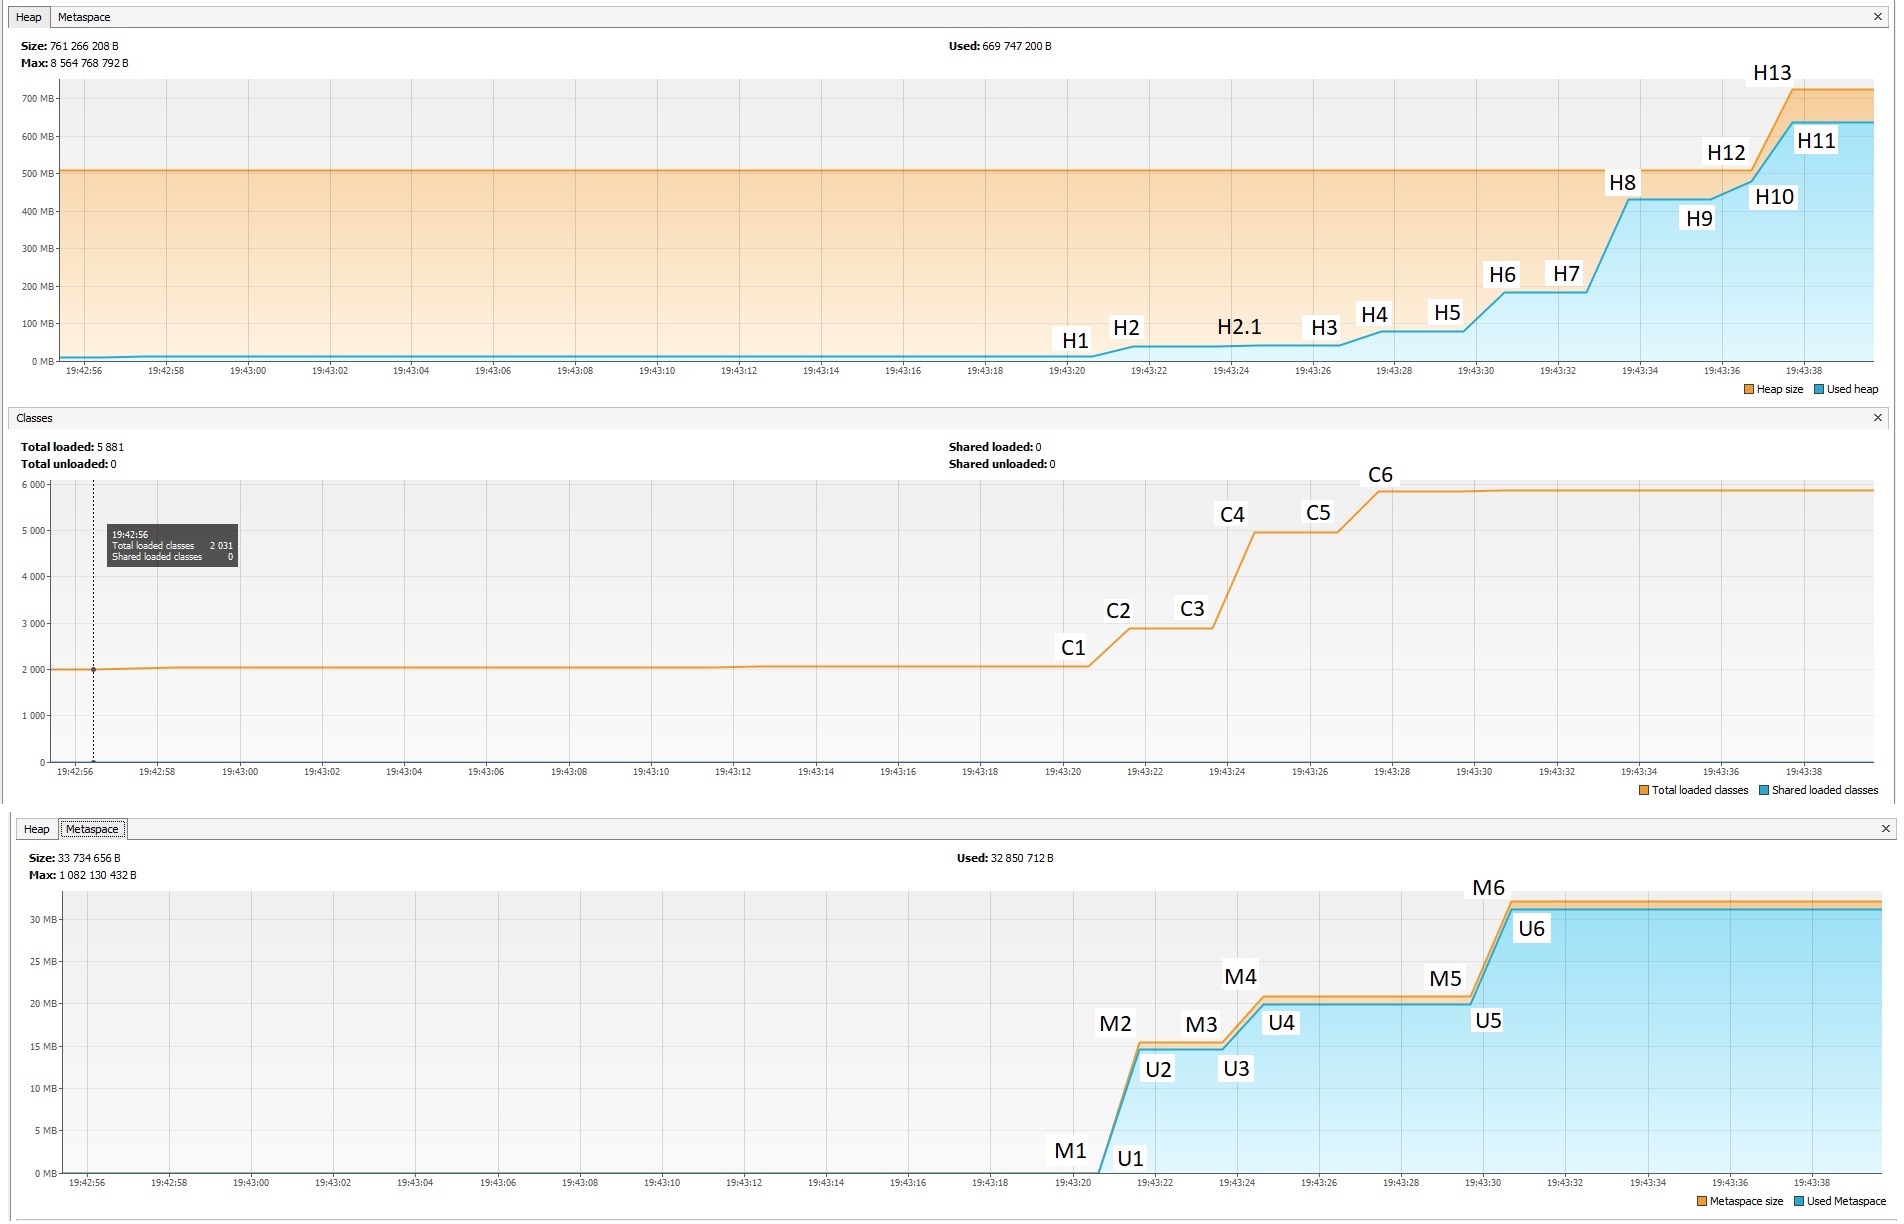 Heap Metaspace ×
Size: 761 266 208 B Used: 669 747 200 B
Max: 8 564 768 792 B
H13
700 MB
600 MB
H12 H11
500 MB
H8
400 MB
H9 H10
300 MB
H6 H7
200 MB
H1 H2 H2.1 H3 H4 H5
100 MB
0 MB
19:42:56 19:42:58 19:43:00 19:43:02 19:43:04 19:43:06 19:43:08 19:43:10 19:43:12 19:43:14 19:43:16 19:43:18 19:43:20 19:43:22 19:43:24 19:43:26 19:43:28 19:43:30 19:43:32 19:43:34 19:43:36 19:43:38
Heap size Used heap
Classes ×
Total loaded: 5 881 Shared loaded: 0
Total unloaded: 0 Shared unloaded: 0
C6
6 000
C4 C5
5 000
19:42:56
Total loaded classes 2 031
Shared loaded classes 0
4 000
C2 C3
3 000
C1
2 000
1 000
0
19:42:56 19:42:58 19:43:00 19:43:02 19:43:04 19:43:06 19:43:08 19:43:10 19:43:12 19:43:14 19:43:16 19:43:18 19:43:20 19:43:22 19:43:24 19:43:26 19:43:28 19:43:30 19:43:32 19:43:34 19:43:36 19:43:38
Total loaded classes Shared loaded classes
Heap Metaspace ×
Size: 33 734 656 B Used: 32 850 712 B
Max: 1 082 130 432 B
M6
30 MB
U6
25 MB
M4 M5
20 MB
M2 M3 U4 U5
15 MB
U2 U3
10 MB
5 MB
M1 U1
0 MB
19:42:56 19:42:58 19:43:00 19:43:02 19:43:04 19:43:06 19:43:08 19:43:10 19:43:12 19:43:14 19:43:16 19:43:18 19:43:20 19:43:22 19:43:24 19:43:26 19:43:28 19:43:30 19:43:32 19:43:34 19:43:36 19:43:38
Metaspace size Used Metaspace